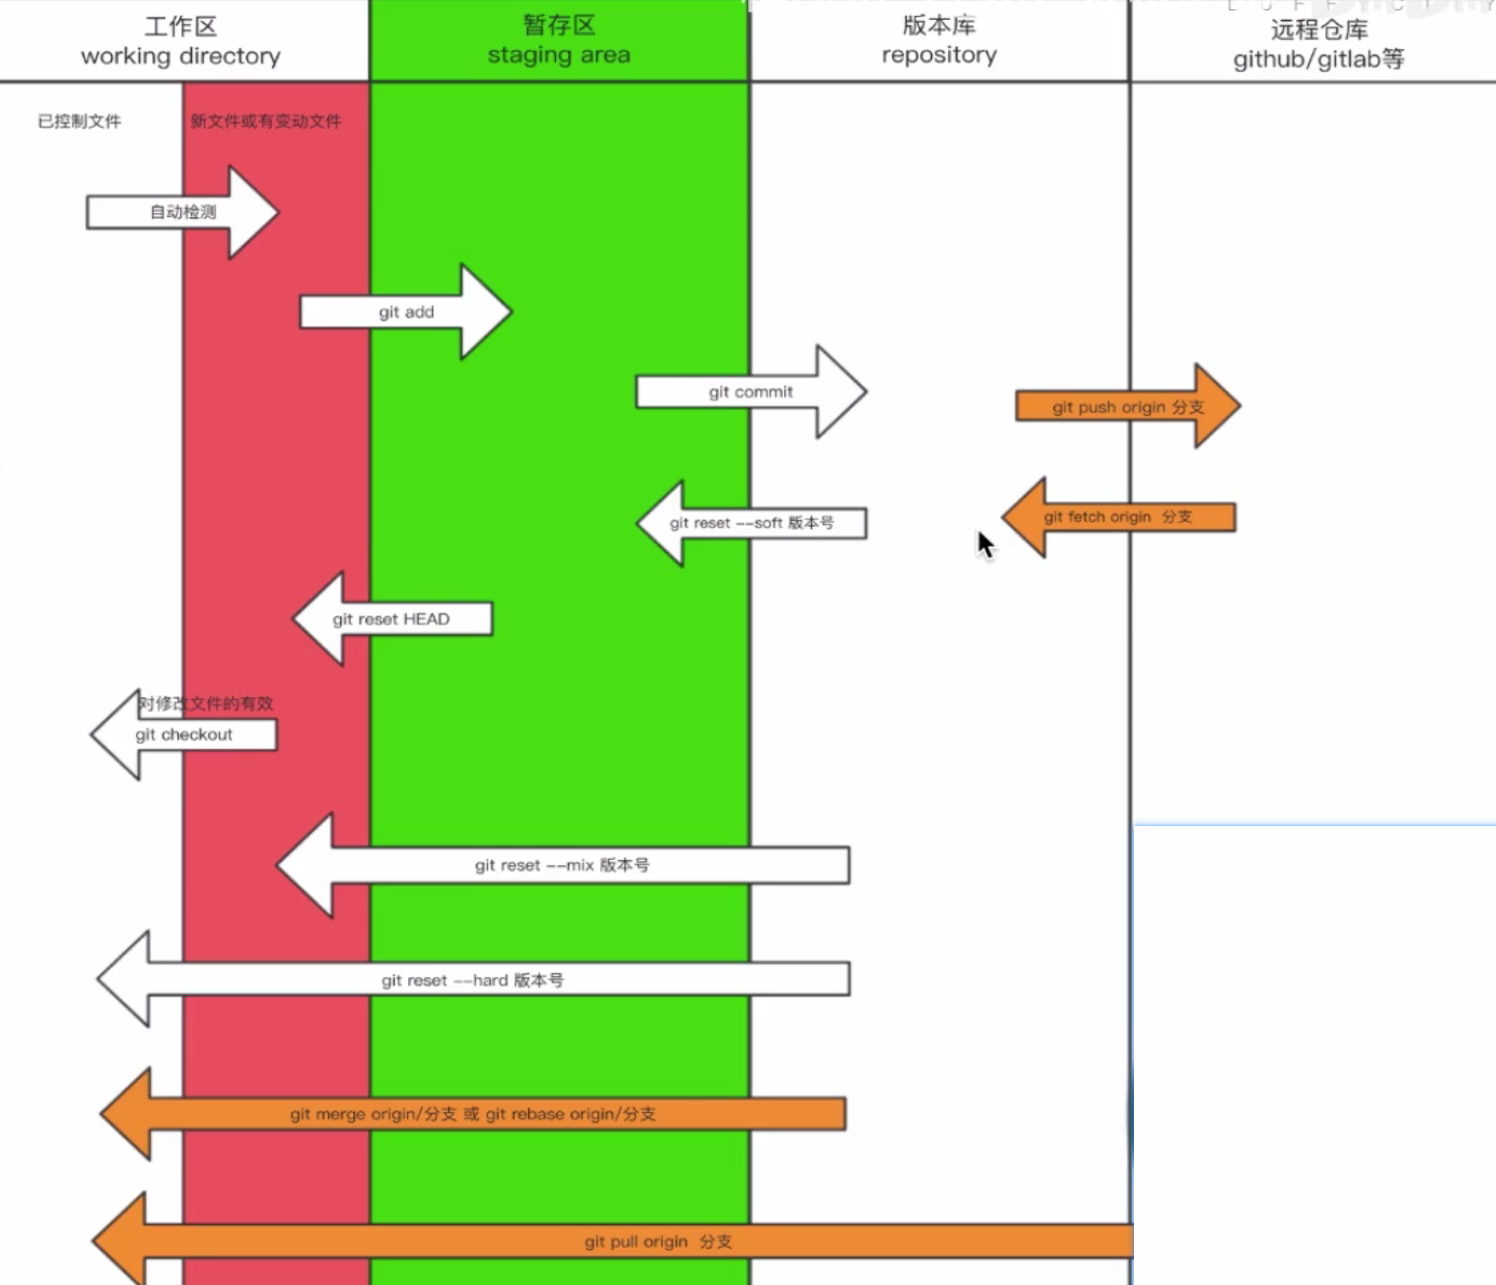 工作区
working directory
暂存区
staging area
版本库
repository
远程仓库
github/gitlab等
已控制文件
新文件或有变动文件
自动检测
git add
git commit
git push origin 分支
git reset --soft 版本号
git fetch origin 分支
git reset HEAD
对修改文件的有效
git checkout
git reset --mix 版本号
git reset --hard 版本号
git merge origin/分支 或 git rebase origin/分支
git pull origin 分支